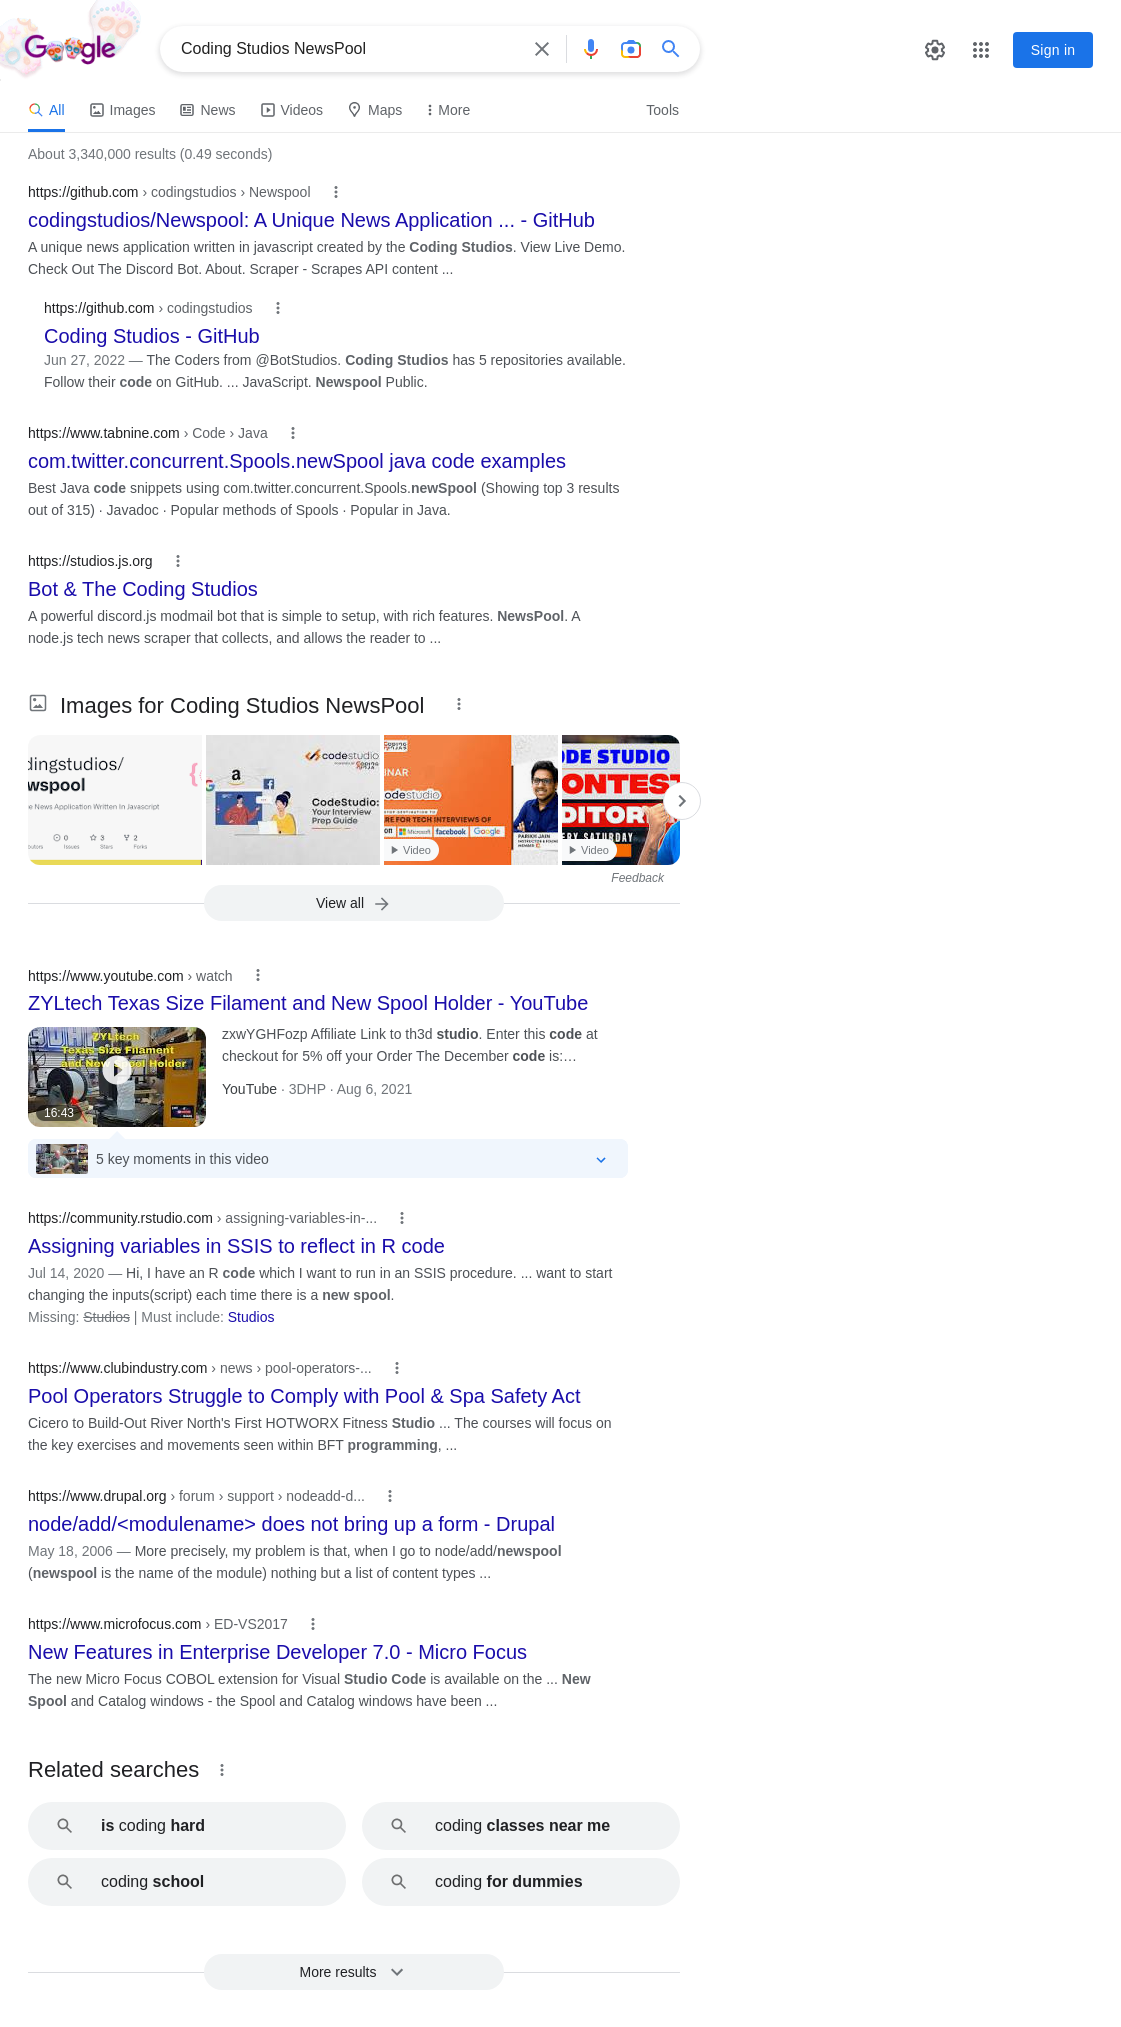 Google
Coding Studios NewsPool
Sign in
All Images News Videos Maps More Tools
About 3,340,000 results (0.49 seconds)
https://github.com › codingstudios › Newspool
codingstudios/Newspool: A Unique News Application ... - GitHub
A unique news application written in javascript created by the Coding Studios. View Live Demo.
Check Out The Discord Bot. About. Scraper - Scrapes API content ...
https://github.com › codingstudios
Coding Studios - GitHub
Jun 27, 2022 — The Coders from @BotStudios. Coding Studios has 5 repositories available.
Follow their code on GitHub. ... JavaScript. Newspool Public.
https://www.tabnine.com › Code › Java
com.twitter.concurrent.Spools.newSpool java code examples
Best Java code snippets using com.twitter.concurrent.Spools.newSpool (Showing top 3 results
out of 315) · Javadoc · Popular methods of Spools · Popular in Java.
https://studios.js.org
Bot & The Coding Studios
A powerful discord.js modmail bot that is simple to setup, with rich features. NewsPool. A
node.js tech news scraper that collects, and allows the reader to ...
Images for Coding Studios NewsPool
dingstudios/
wspool
e News Application Written In Javascript
0 3 2
Issues Stars Forks
codestudio
CodeStudio:
Your Interview
Prep Guide
INAR
odestudio
RE FOR TECH INTERVIEWS OF
on Microsoft facebook Google
PARIKH JAIN
Video
ODE STUDIO
ONTEST
DITOR
ERY SATURDAY
Video
Feedback
View all
https://www.youtube.com › watch
ZYLtech Texas Size Filament and New Spool Holder - YouTube
ZYLtech
Texas Size Filament
and New Spool Holder
16:43
zxwYGHFozp Affiliate Link to th3d studio. Enter this code at
checkout for 5% off your Order The December code is:…
YouTube · 3DHP · Aug 6, 2021
5 key moments in this video
https://community.rstudio.com › assigning-variables-in-...
Assigning variables in SSIS to reflect in R code
Jul 14, 2020 — Hi, I have an R code which I want to run in an SSIS procedure. ... want to start
changing the inputs(script) each time there is a new spool.
Missing: Studios | Must include: Studios
https://www.clubindustry.com › news › pool-operators-...
Pool Operators Struggle to Comply with Pool & Spa Safety Act
Cicero to Build-Out River North's First HOTWORX Fitness Studio ... The courses will focus on
the key exercises and movements seen within BFT programming, ...
https://www.drupal.org › forum › support › nodeadd-d...
node/add/<modulename> does not bring up a form - Drupal
May 18, 2006 — More precisely, my problem is that, when I go to node/add/newspool
(newspool is the name of the module) nothing but a list of content types ...
https://www.microfocus.com › ED-VS2017
New Features in Enterprise Developer 7.0 - Micro Focus
The new Micro Focus COBOL extension for Visual Studio Code is available on the ... New
Spool and Catalog windows - the Spool and Catalog windows have been ...
Related searches
is coding hard
coding classes near me
coding school
coding for dummies
More results